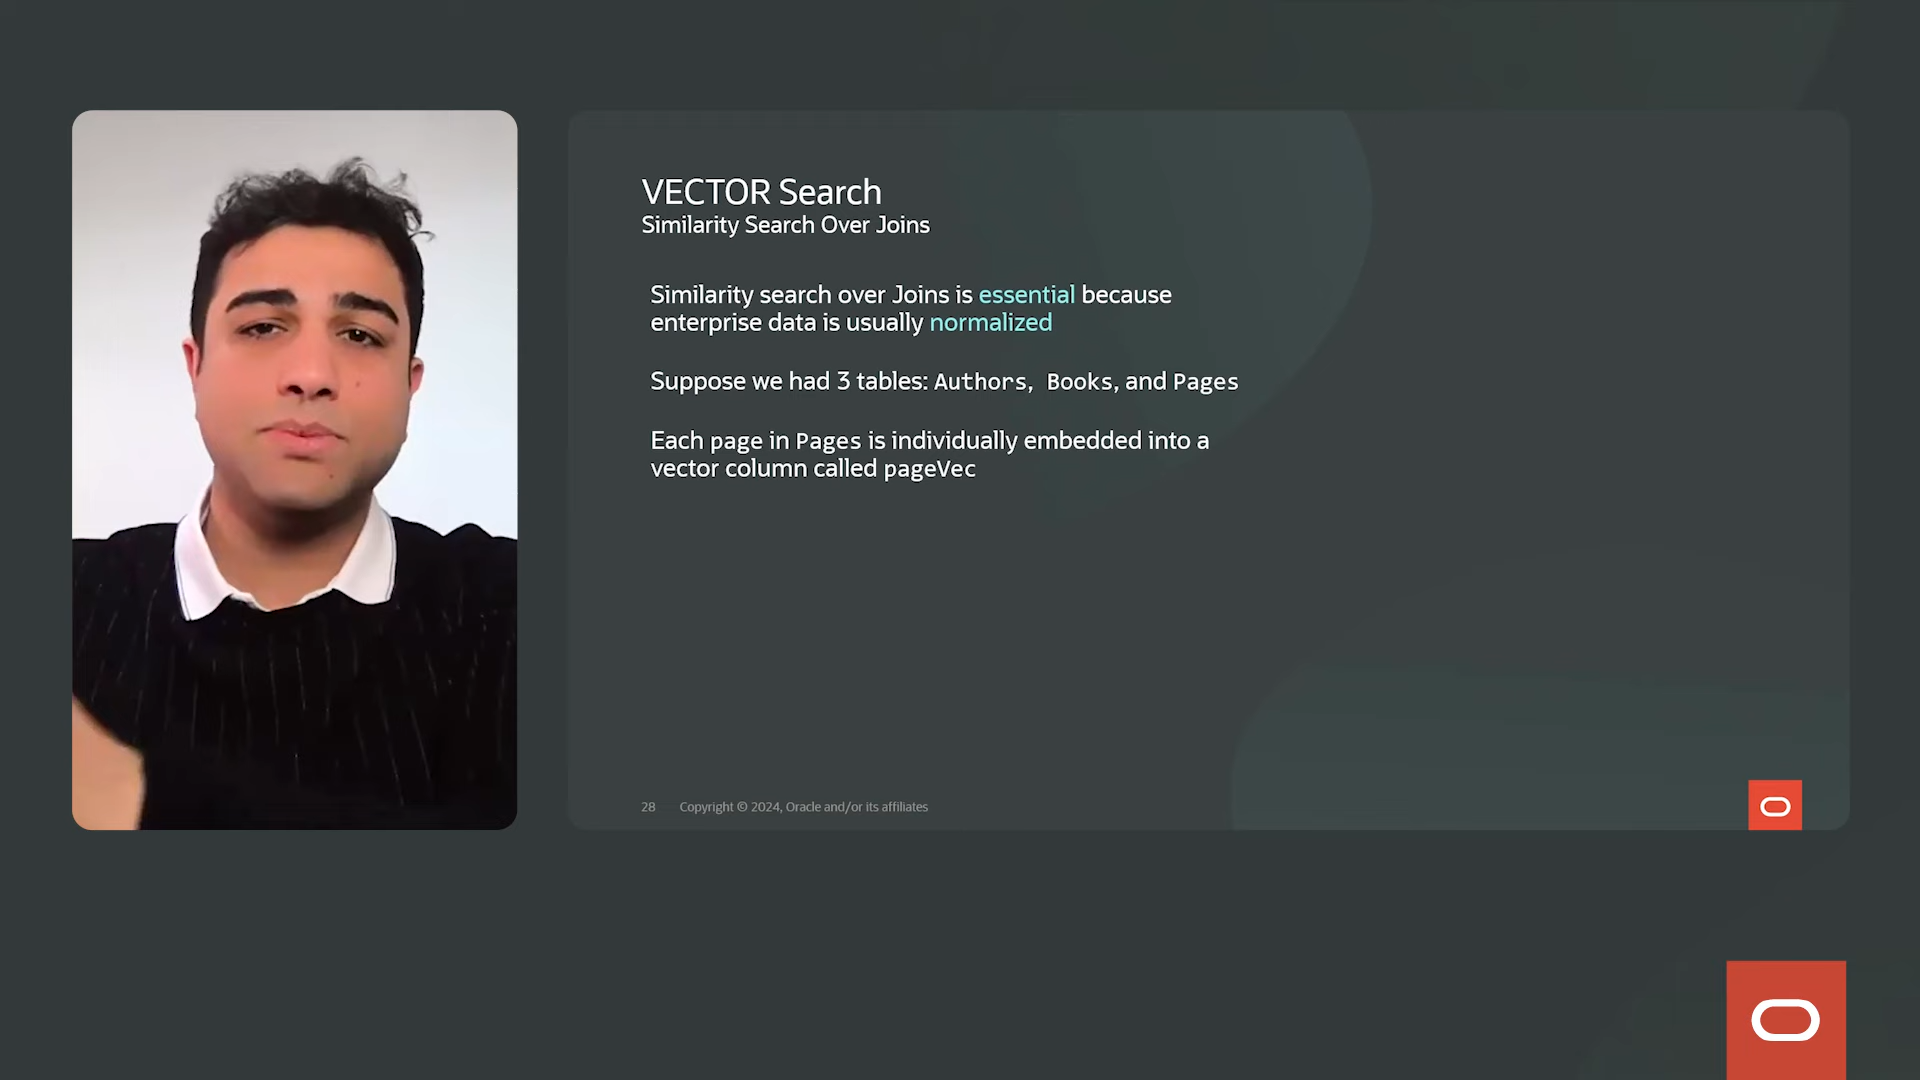 VECTOR Search
Similarity Search Over Joins
Similarity search over Joins is essential because
enterprise data is usually normalized
Suppose we had 3 tables: Authors, Books, and Pages
Each page in Pages is individually embedded into a
vector column called pageVec
28 Copyright © 2024, Oracle and/or its affiliates